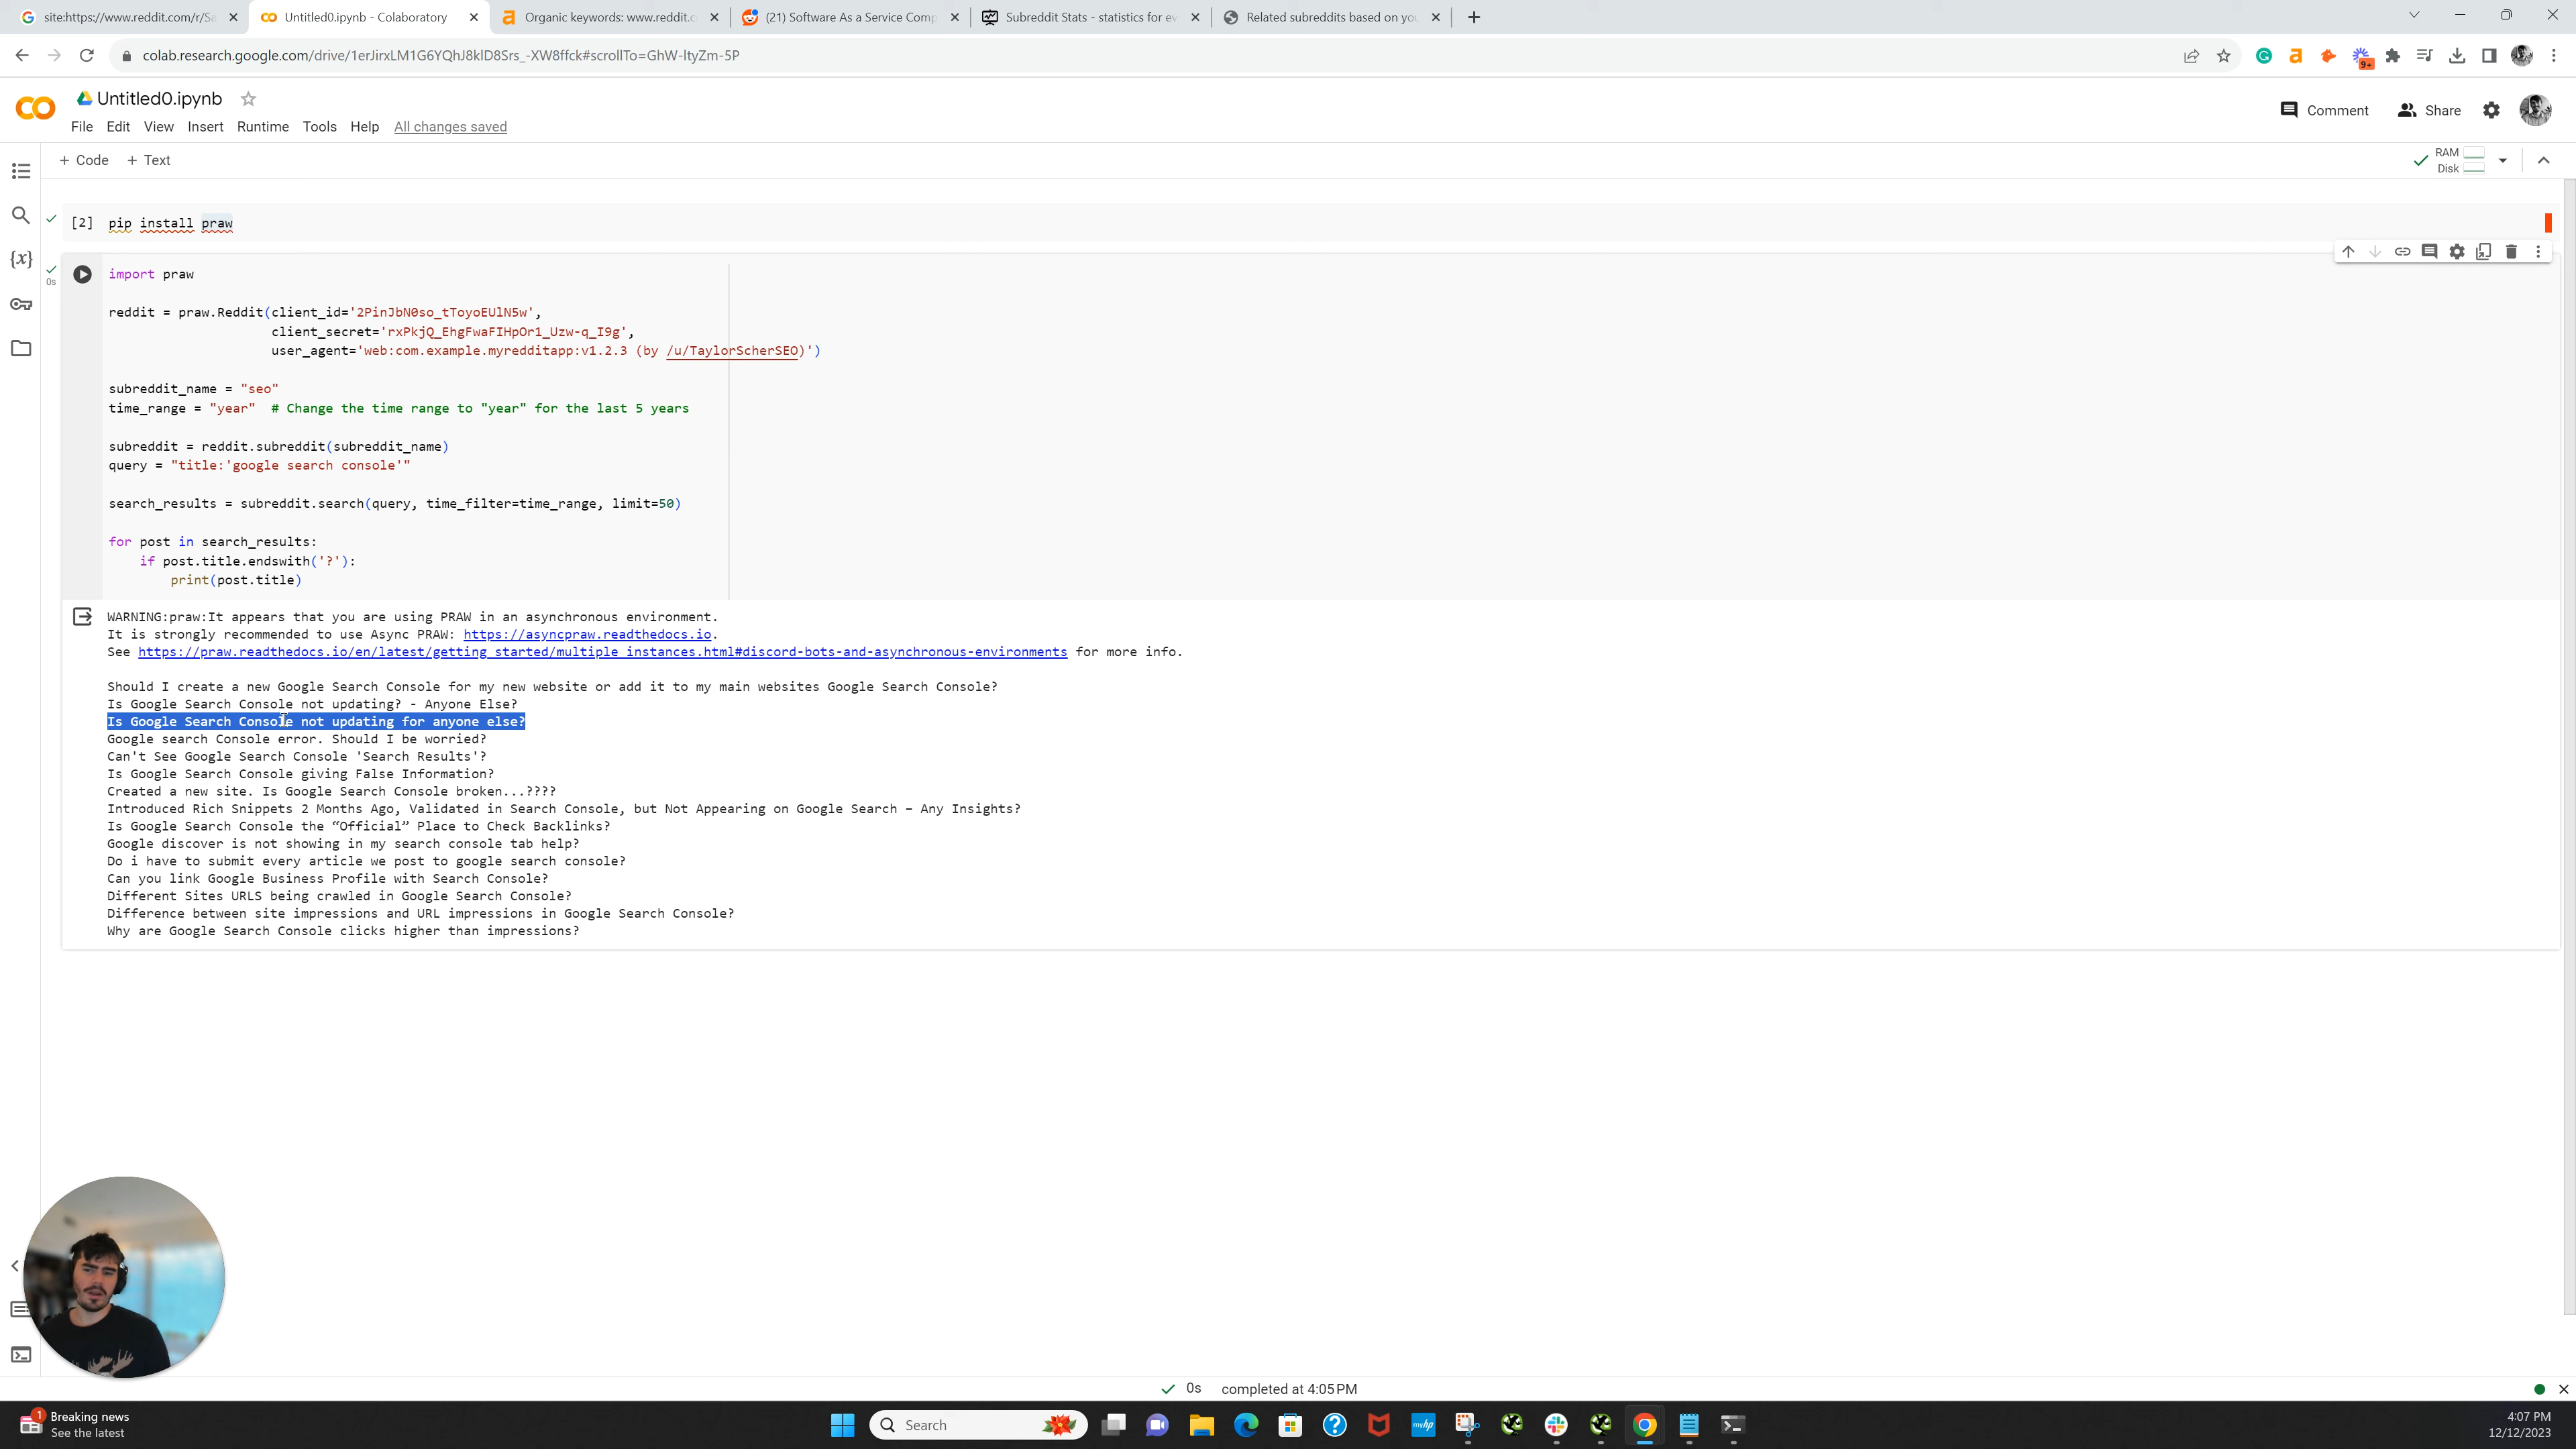 site:https://www.reddit.com/r/Sa
Untitled0.ipynb - Colaboratory
Organic keywords: www.reddit.c
(21) Software As a Service Comp
Subreddit Stats - statistics for ev
Related subreddits based on you
colab.research.google.com/drive/1erJirxLM1G6YQhJ8klD8Srs_-XW8ffck#scrollTo=GhW-ltyZm-5P
9+
Untitled0.ipynb
File Edit View Insert Runtime Tools Help All changes saved
Comment
Share
+ Code + Text
RAM
Disk
[2] pip install praw
0s
import praw
reddit = praw.Reddit(client_id='2PinJbN0so_tToyoEUlN5w',
client_secret='rxPkjQ_EhgFwaFIHpOr1_Uzw-q_I9g',
user_agent='web:com.example.myredditapp:v1.2.3 (by /u/TaylorScherSEO)')
subreddit_name = "seo"
time_range = "year"  # Change the time range to "year" for the last 5 years
subreddit = reddit.subreddit(subreddit_name)
query = "title:'google search console'"
search_results = subreddit.search(query, time_filter=time_range, limit=50)
for post in search_results:
if post.title.endswith('?'):
print(post.title)
WARNING:praw:It appears that you are using PRAW in an asynchronous environment.
It is strongly recommended to use Async PRAW: https://asyncpraw.readthedocs.io.
See https://praw.readthedocs.io/en/latest/getting_started/multiple_instances.html#discord-bots-and-asynchronous-environments for more info.
Should I create a new Google Search Console for my new website or add it to my main websites Google Search Console?
Is Google Search Console not updating? - Anyone Else?
Is Google Search Console not updating for anyone else?
Google search Console error. Should I be worried?
Can't See Google Search Console 'Search Results'?
Is Google Search Console giving False Information?
Created a new site. Is Google Search Console broken...????
Introduced Rich Snippets 2 Months Ago, Validated in Search Console, but Not Appearing on Google Search – Any Insights?
Is Google Search Console the “Official” Place to Check Backlinks?
Google discover is not showing in my search console tab help?
Do i have to submit every article we post to google search console?
Can you link Google Business Profile with Search Console?
Different Sites URLS being crawled in Google Search Console?
Difference between site impressions and URL impressions in Google Search Console?
Why are Google Search Console clicks higher than impressions?
0s completed at 4:05 PM
1
Breaking news
See the latest
Search
myhp
4:07 PM
12/12/2023